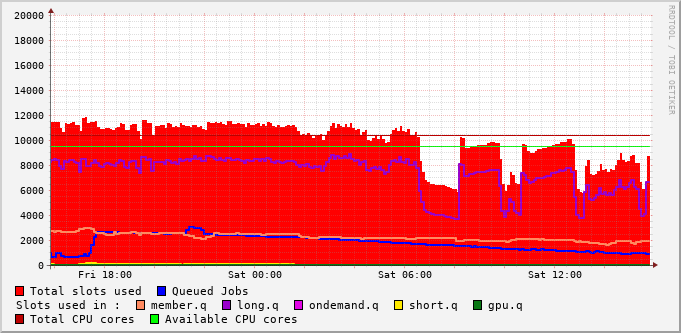 20000
18000
16000
14000
12000
10000
8000
6000
4000
2000
0
Fri 18:00 Sat 00:00 Sat 06:00 Sat 12:00
RRDTOOL / TOBI OETIKER
Total slots used Queued Jobs
Slots used in : member.q long.q ondemand.q short.q gpu.q
Total CPU cores Available CPU cores